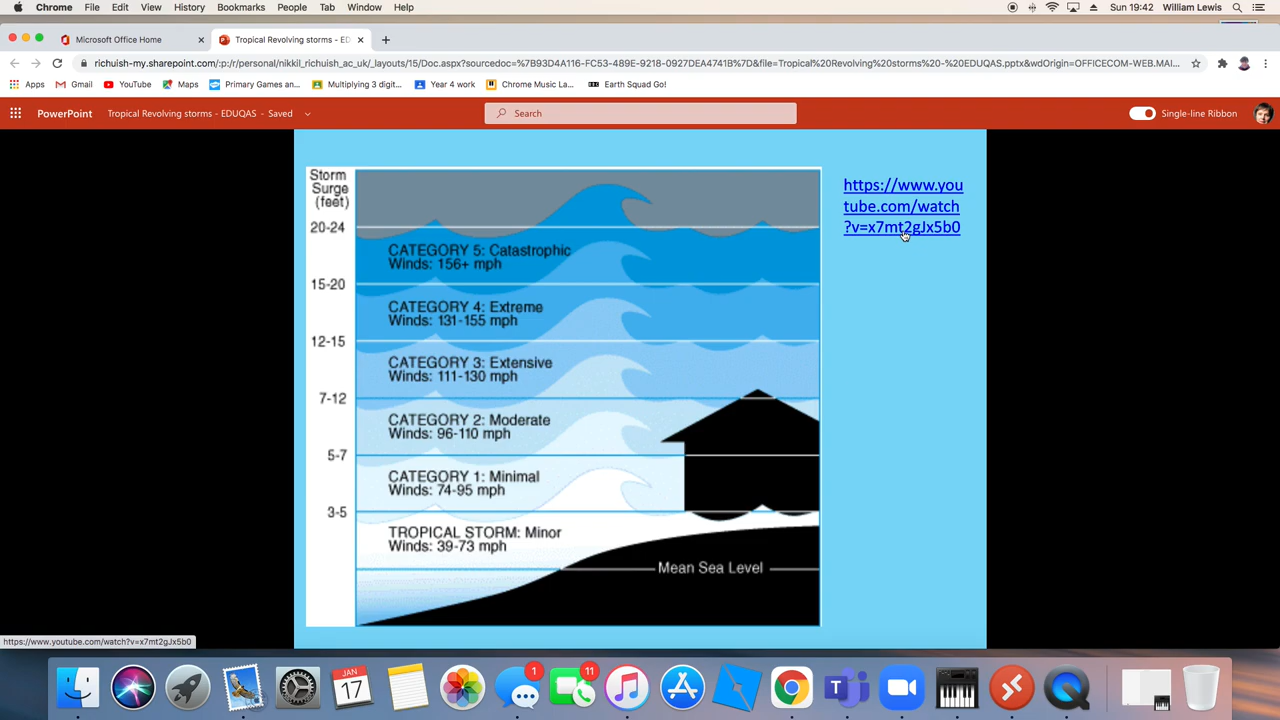 Chrome File Edit View History Bookmarks People Tab Window Help Sun 19:42 William Lewis
Microsoft Office Home Tropical Revolving storms - ED
richuish-my.sharepoint.com/:p:/r/personal/nikkil_richuish_ac_uk/_layouts/15/Doc.aspx?sourcedoc=%7B93D4A116-FC53-489E-9218-0927DEA4741B%7D&file=Tropical%20Revolving%20storms%20-%20EDUQAS.pptx&wdOrigin=OFFICECOM-WEB.MAI...
Apps Gmail YouTube Maps Primary Games an... Multiplying 3 digit... Year 4 work Chrome Music La... Earth Squad Go!
PowerPoint Tropical Revolving storms - EDUQAS - Saved Search Single-line Ribbon
Storm
Surge
(feet)
20-24
CATEGORY 5: Catastrophic
Winds: 156+ mph
15-20
CATEGORY 4: Extreme
Winds: 131-155 mph
12-15
CATEGORY 3: Extensive
Winds: 111-130 mph
7-12
CATEGORY 2: Moderate
Winds: 96-110 mph
5-7
CATEGORY 1: Minimal
Winds: 74-95 mph
3-5
TROPICAL STORM: Minor
Winds: 39-73 mph
Mean Sea Level
https://www.you
tube.com/watch
?v=x7mt2gJx5b0
https://www.youtube.com/watch?v=x7mt2gJx5b0
JAN
17
1
11